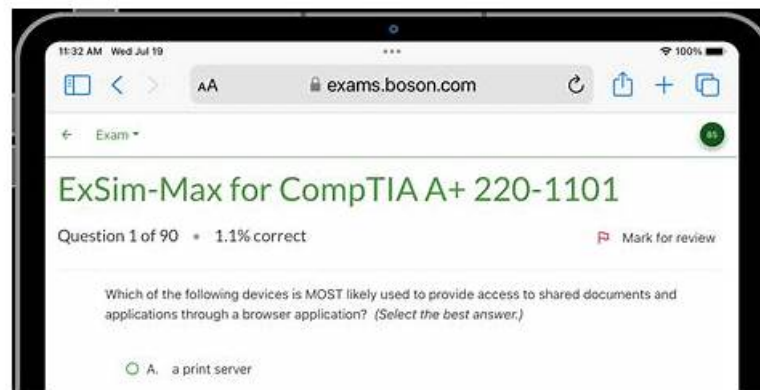 11:32 AM Wed Jul 19
100%
AA
exams.boson.com
Exam
85
ExSim-Max for CompTIA A+ 220-1101
Question 1 of 90 • 1.1% correct
Mark for review
Which of the following devices is MOST likely used to provide access to shared documents and
applications through a browser application? (Select the best answer.)
A. a print server